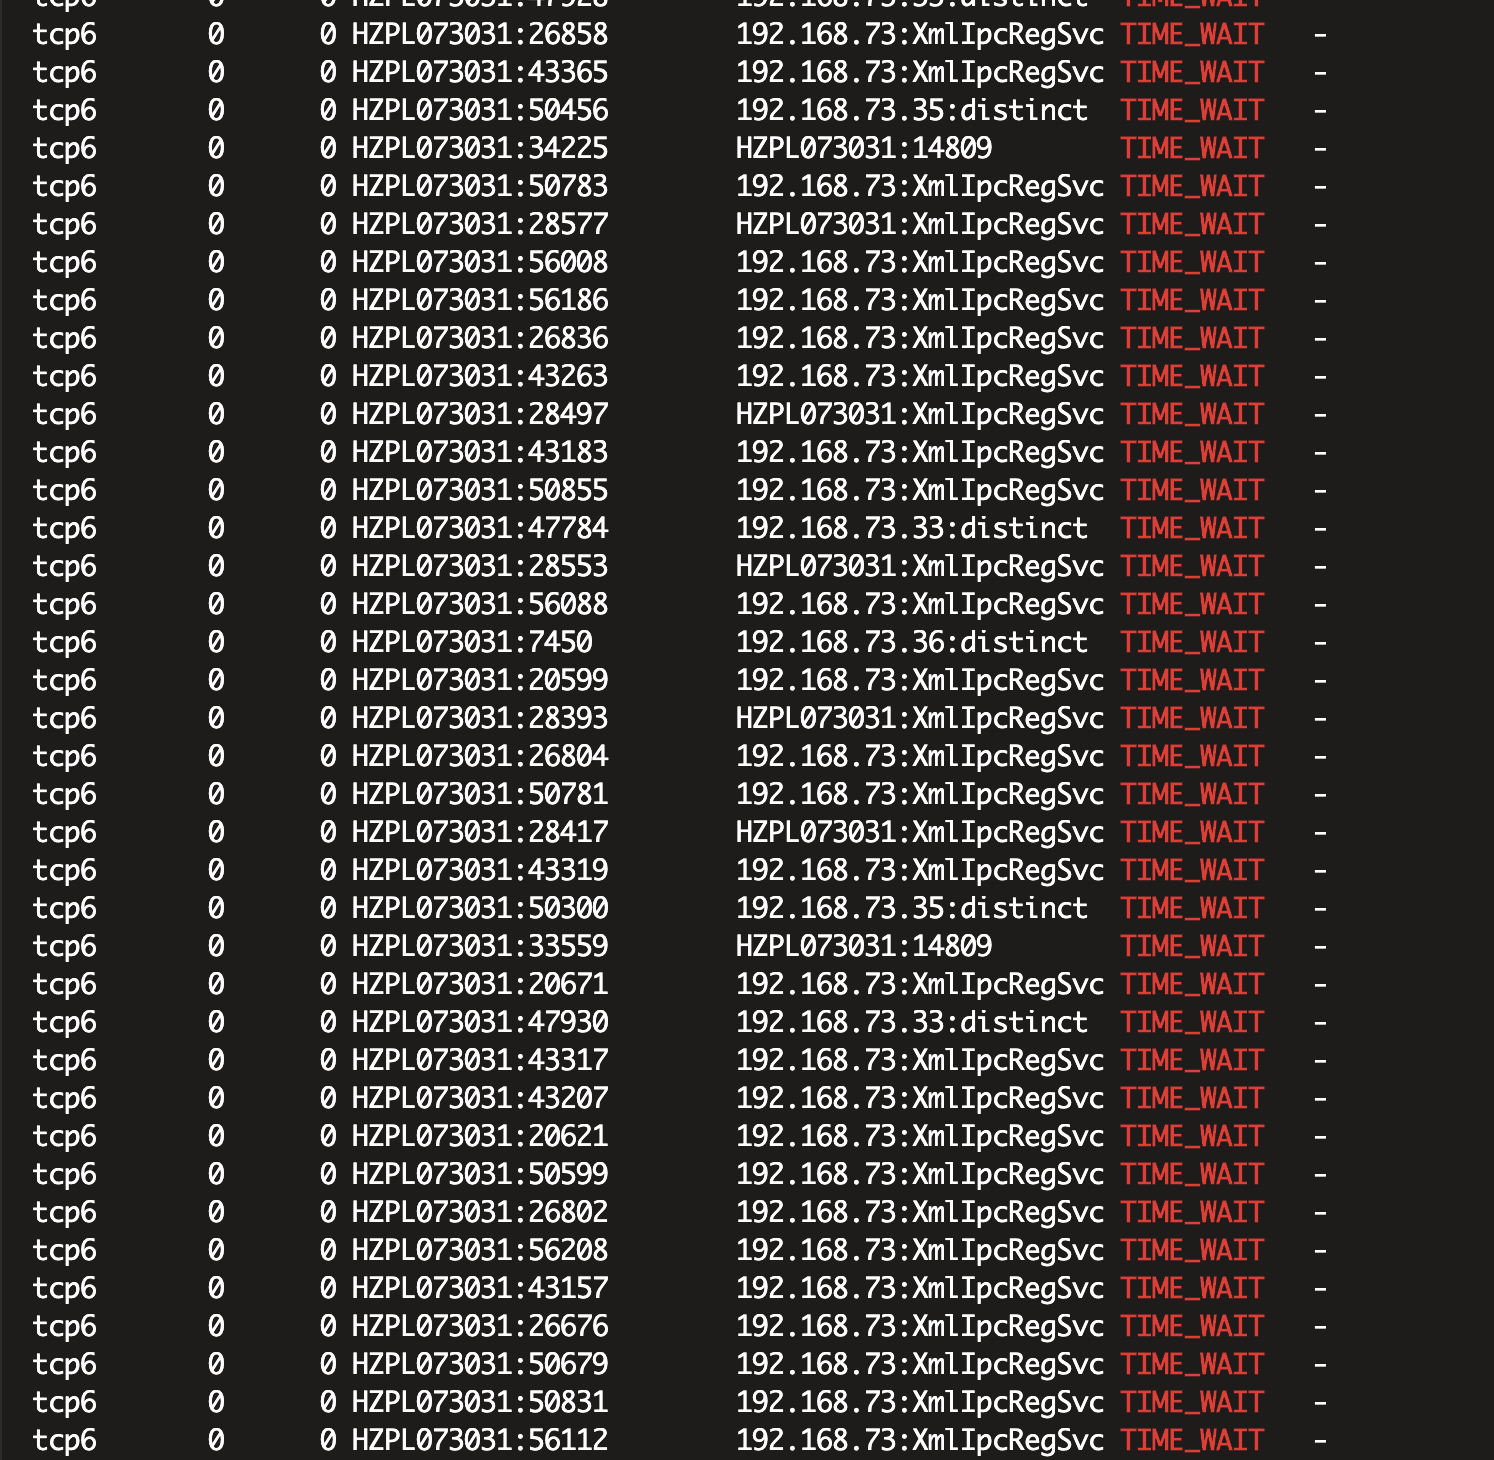 tcp6 0 0 HZPL073031:47928 192.168.73.33:distinct TIME_WAIT -
tcp6 0 0 HZPL073031:26858 192.168.73:XmlIpcRegSvc TIME_WAIT -
tcp6 0 0 HZPL073031:43365 192.168.73:XmlIpcRegSvc TIME_WAIT -
tcp6 0 0 HZPL073031:50456 192.168.73.35:distinct TIME_WAIT -
tcp6 0 0 HZPL073031:34225 HZPL073031:14809 TIME_WAIT -
tcp6 0 0 HZPL073031:50783 192.168.73:XmlIpcRegSvc TIME_WAIT -
tcp6 0 0 HZPL073031:28577 HZPL073031:XmlIpcRegSvc TIME_WAIT -
tcp6 0 0 HZPL073031:56008 192.168.73:XmlIpcRegSvc TIME_WAIT -
tcp6 0 0 HZPL073031:56186 192.168.73:XmlIpcRegSvc TIME_WAIT -
tcp6 0 0 HZPL073031:26836 192.168.73:XmlIpcRegSvc TIME_WAIT -
tcp6 0 0 HZPL073031:43263 192.168.73:XmlIpcRegSvc TIME_WAIT -
tcp6 0 0 HZPL073031:28497 HZPL073031:XmlIpcRegSvc TIME_WAIT -
tcp6 0 0 HZPL073031:43183 192.168.73:XmlIpcRegSvc TIME_WAIT -
tcp6 0 0 HZPL073031:50855 192.168.73:XmlIpcRegSvc TIME_WAIT -
tcp6 0 0 HZPL073031:47784 192.168.73.33:distinct TIME_WAIT -
tcp6 0 0 HZPL073031:28553 HZPL073031:XmlIpcRegSvc TIME_WAIT -
tcp6 0 0 HZPL073031:56088 192.168.73:XmlIpcRegSvc TIME_WAIT -
tcp6 0 0 HZPL073031:7450 192.168.73.36:distinct TIME_WAIT -
tcp6 0 0 HZPL073031:20599 192.168.73:XmlIpcRegSvc TIME_WAIT -
tcp6 0 0 HZPL073031:28393 HZPL073031:XmlIpcRegSvc TIME_WAIT -
tcp6 0 0 HZPL073031:26804 192.168.73:XmlIpcRegSvc TIME_WAIT -
tcp6 0 0 HZPL073031:50781 192.168.73:XmlIpcRegSvc TIME_WAIT -
tcp6 0 0 HZPL073031:28417 HZPL073031:XmlIpcRegSvc TIME_WAIT -
tcp6 0 0 HZPL073031:43319 192.168.73:XmlIpcRegSvc TIME_WAIT -
tcp6 0 0 HZPL073031:50300 192.168.73.35:distinct TIME_WAIT -
tcp6 0 0 HZPL073031:33559 HZPL073031:14809 TIME_WAIT -
tcp6 0 0 HZPL073031:20671 192.168.73:XmlIpcRegSvc TIME_WAIT -
tcp6 0 0 HZPL073031:47930 192.168.73.33:distinct TIME_WAIT -
tcp6 0 0 HZPL073031:43317 192.168.73:XmlIpcRegSvc TIME_WAIT -
tcp6 0 0 HZPL073031:43207 192.168.73:XmlIpcRegSvc TIME_WAIT -
tcp6 0 0 HZPL073031:20621 192.168.73:XmlIpcRegSvc TIME_WAIT -
tcp6 0 0 HZPL073031:50599 192.168.73:XmlIpcRegSvc TIME_WAIT -
tcp6 0 0 HZPL073031:26802 192.168.73:XmlIpcRegSvc TIME_WAIT -
tcp6 0 0 HZPL073031:56208 192.168.73:XmlIpcRegSvc TIME_WAIT -
tcp6 0 0 HZPL073031:43157 192.168.73:XmlIpcRegSvc TIME_WAIT -
tcp6 0 0 HZPL073031:26676 192.168.73:XmlIpcRegSvc TIME_WAIT -
tcp6 0 0 HZPL073031:50679 192.168.73:XmlIpcRegSvc TIME_WAIT -
tcp6 0 0 HZPL073031:50831 192.168.73:XmlIpcRegSvc TIME_WAIT -
tcp6 0 0 HZPL073031:56112 192.168.73:XmlIpcRegSvc TIME_WAIT -